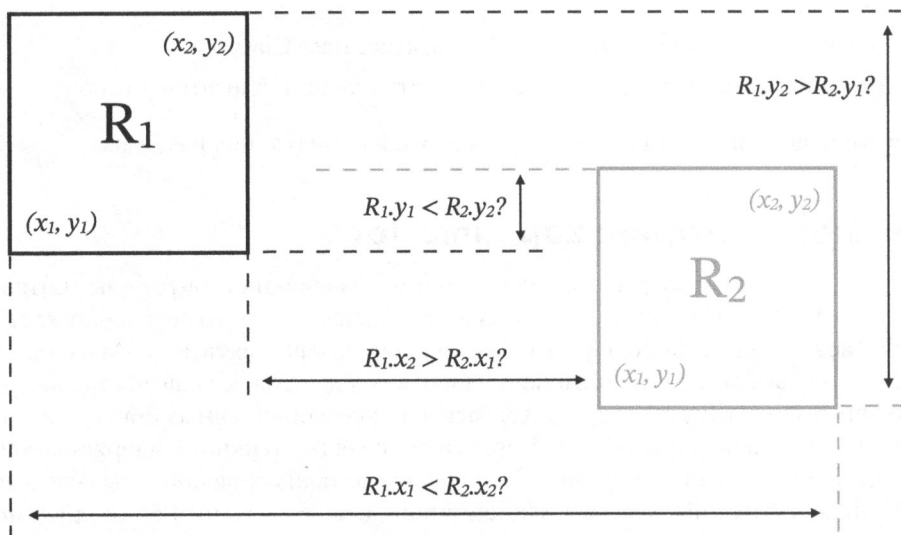 (x₂, y₂)
R₁.y₂ > R₂.y₁?
R₁
(x₂, y₂)
R₁.y₁ < R₂.y₂?
(x₁, y₁)
R₂
R₁.x₂ > R₂.x₁?
(x₁, y₁)
R₁.x₁ < R₂.x₂?